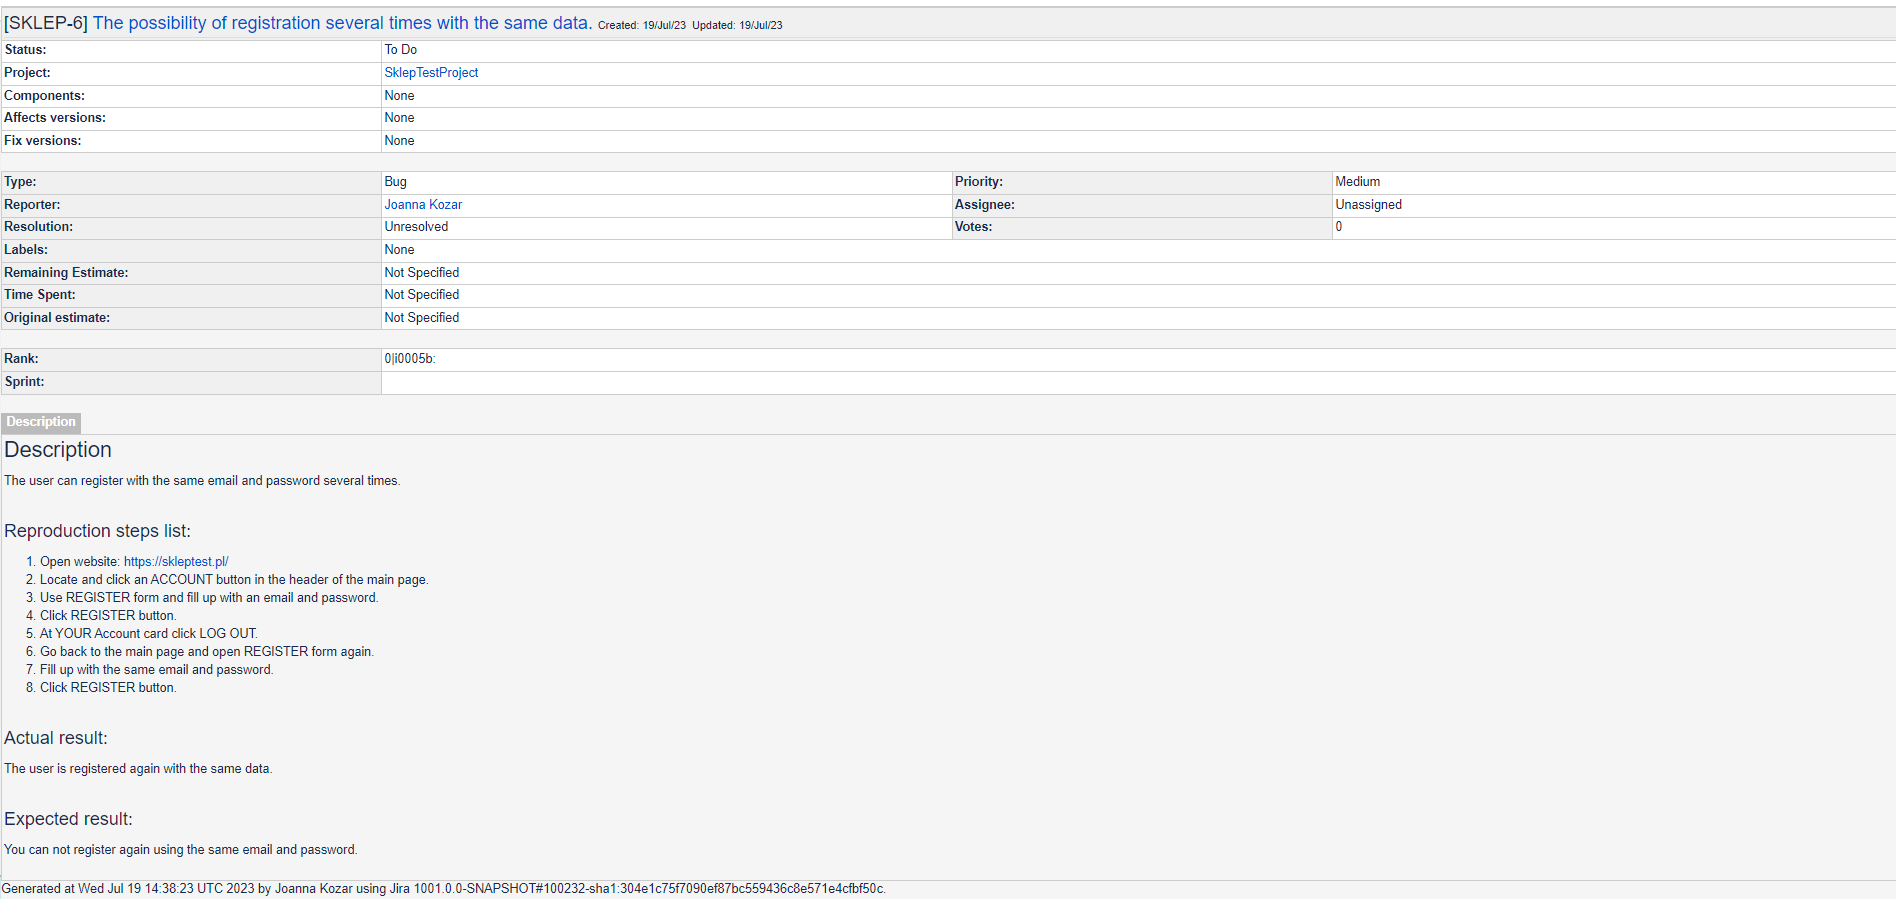 [SKLEP-6] The possibility of registration several times with the same data. Created: 19/Jul/23 Updated: 19/Jul/23
Status: To Do
Project: SklepTestProject
Components: None
Affects versions: None
Fix versions: None
Type: Bug Priority: Medium
Reporter: Joanna Kozar Assignee: Unassigned
Resolution: Unresolved Votes: 0
Labels: None
Remaining Estimate: Not Specified
Time Spent: Not Specified
Original estimate: Not Specified
Rank: 0|i0005b:
Sprint:
Description
Description
The user can register with the same email and password several times.
Reproduction steps list:
1. Open website: https://skleptest.pl/
2. Locate and click an ACCOUNT button in the header of the main page.
3. Use REGISTER form and fill up with an email and password.
4. Click REGISTER button.
5. At YOUR Account card click LOG OUT.
6. Go back to the main page and open REGISTER form again.
7. Fill up with the same email and password.
8. Click REGISTER button.
Actual result:
The user is registered again with the same data.
Expected result:
You can not register again using the same email and password.
Generated at Wed Jul 19 14:38:23 UTC 2023 by Joanna Kozar using Jira 1001.0.0-SNAPSHOT#100232-sha1:304e1c75f7090ef87bc559436c8e571e4cfbf50c.